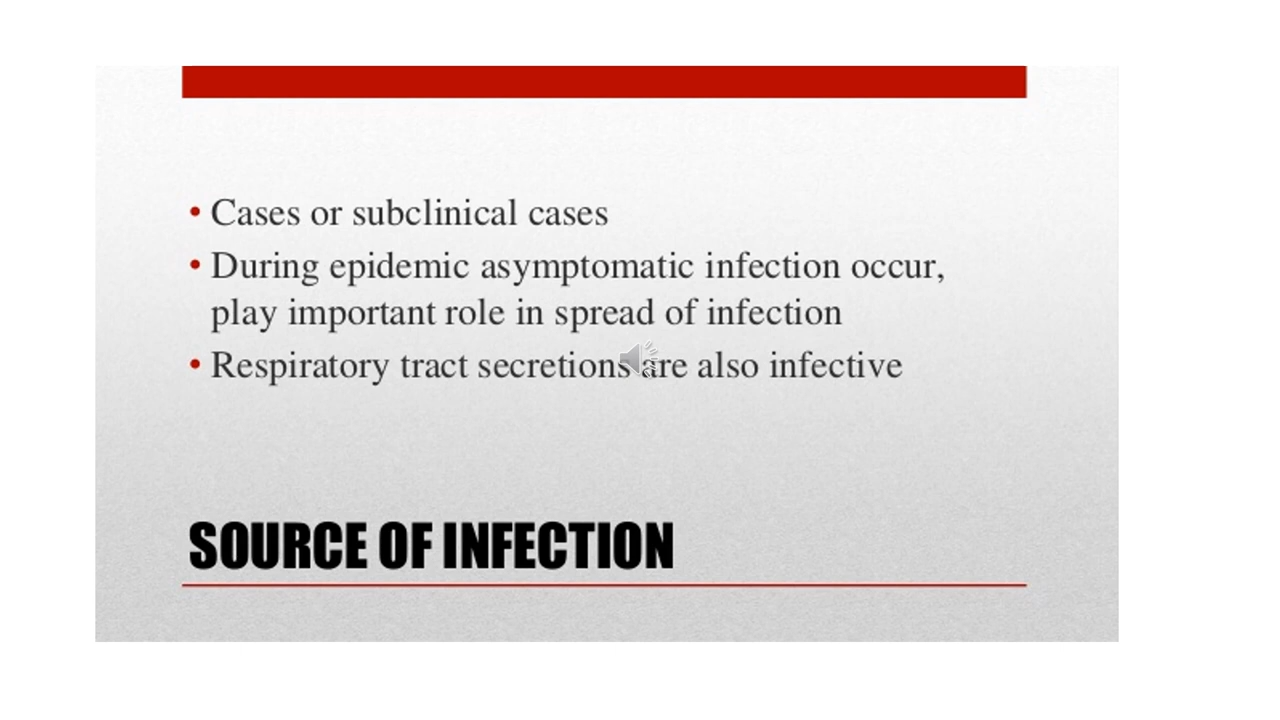 • Cases or subclinical cases
• During epidemic asymptomatic infection occur,
play important role in spread of infection
• Respiratory tract secretions are also infective
SOURCE OF INFECTION